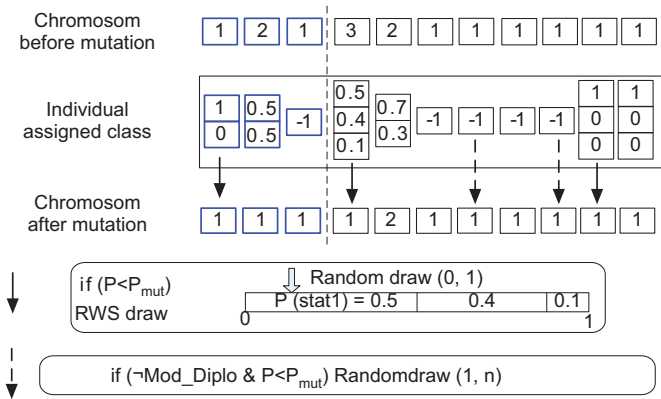 Chromosom before mutation
1 2 1 3 2 1 1 1 1 1 1
Individual assigned class
1 0
0.5 0.5
-1
0.5 0.4 0.1
0.7 0.3
-1 -1 -1 -1
1 0 0
1 0 0
Chromosom after mutation
1 1 1 1 2 1 1 1 1 1 1
if (P<Pmut)
RWS draw
Random draw (0, 1)
P (stat1) = 0.5 0.4 0.1
0 1
if (¬Mod_Diplo & P<Pmut) Randomdraw (1, n)